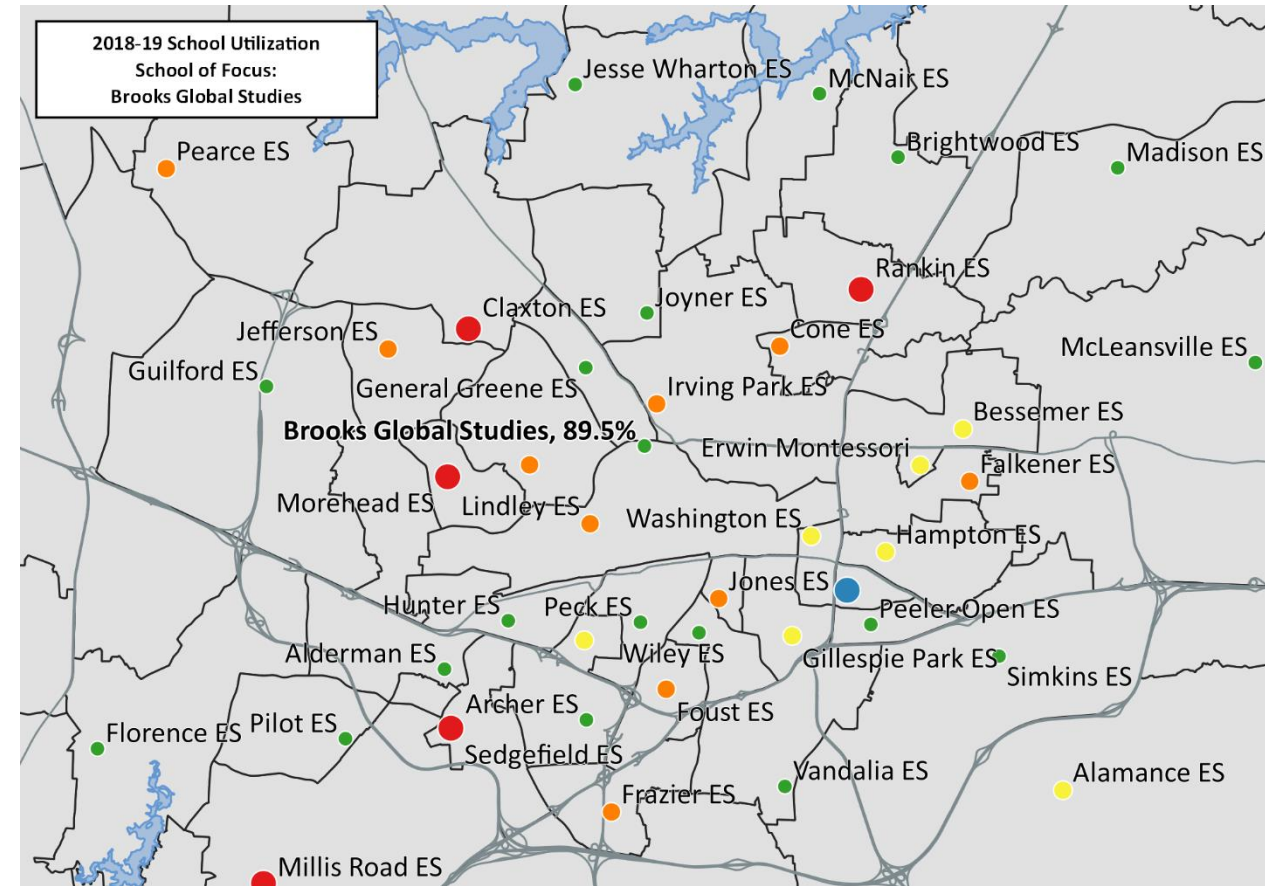 2018-19 School Utilization
School of Focus:
Brooks Global Studies
Jesse Wharton ES
McNair ES
Brightwood ES
Madison ES
Pearce ES
Rankin ES
Claxton ES
Joyner ES
Jefferson ES
Cone ES
McLeansville ES
Guilford ES
General Greene ES
Irving Park ES
Bessemer ES
Brooks Global Studies, 89.5%
Erwin Montessori
Falkener ES
Morehead ES
Lindley ES
Washington ES
Hampton ES
Jones ES
Hunter ES
Peck ES
Peeler Open ES
Alderman ES
Wiley ES
Gillespie Park ES
Simkins ES
Archer ES
Foust ES
Florence ES
Pilot ES
Sedgefield ES
Vandalia ES
Alamance ES
Frazier ES
Millis Road ES